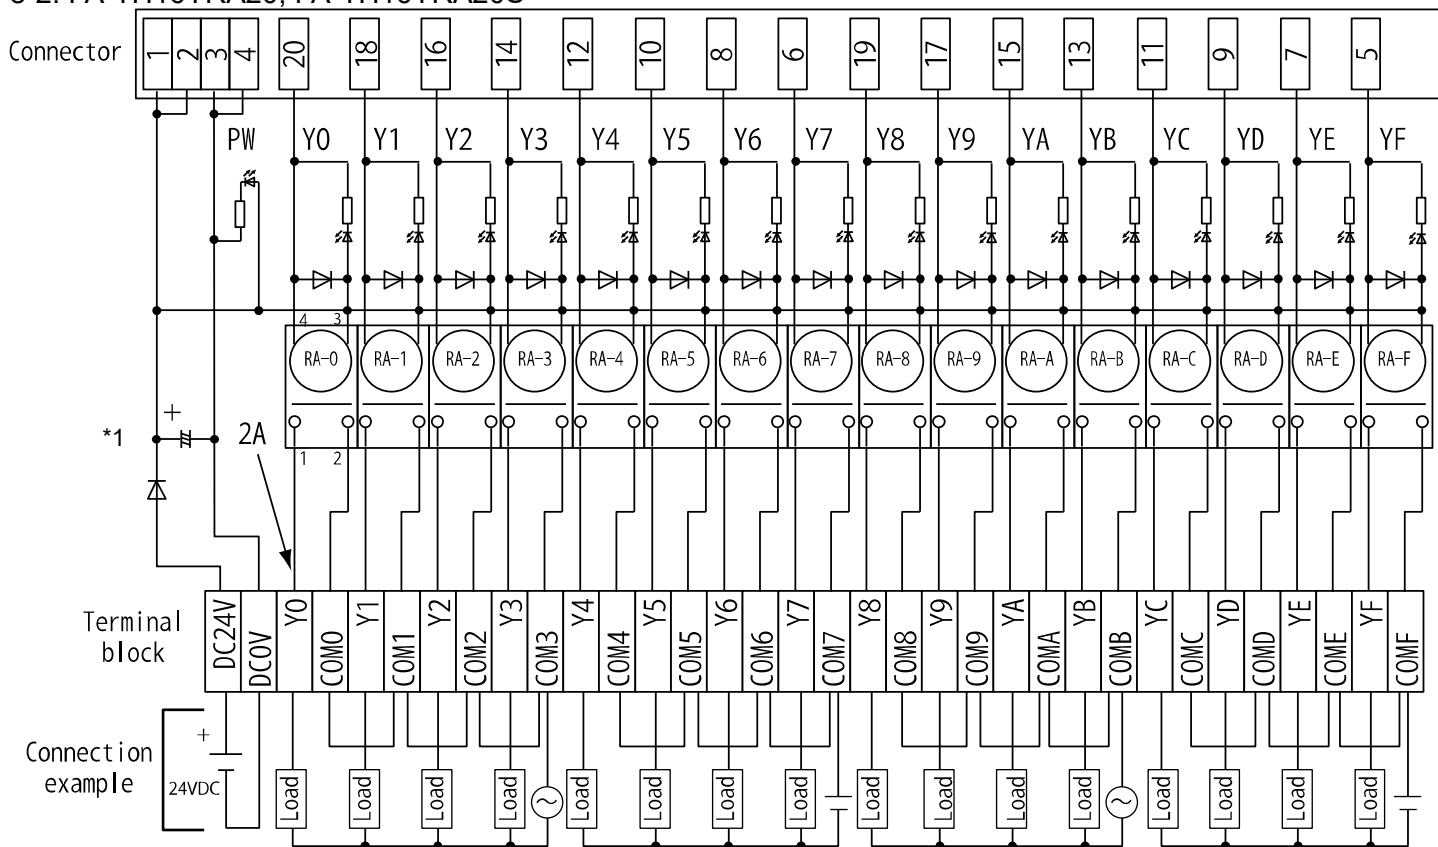 Connector 1 2 3 4 20 18 16 14 12 10 8 6 19 17 15 13 11 9 7 5
PW Y0 Y1 Y2 Y3 Y4 Y5 Y6 Y7 Y8 Y9 YA YB YC YD YE YF
4 3
RA-0 RA-1 RA-2 RA-3 RA-4 RA-5 RA-6 RA-7 RA-8 RA-9 RA-A RA-B RA-C RA-D RA-E RA-F
+
*1 2A
1 2
Terminal
block
DC24V DC0V Y0 COM0 Y1 COM1 Y2 COM2 Y3 COM3 Y4 COM4 Y5 COM5 Y6 COM6 Y7 COM7 Y8 COM8 Y9 COM9 YA COMA YB COMB YC COMC YD COMD YE COME YF COMF
Connection
example
+
24VDC
Load Load Load Load Load Load Load Load Load Load Load Load Load Load Load Load